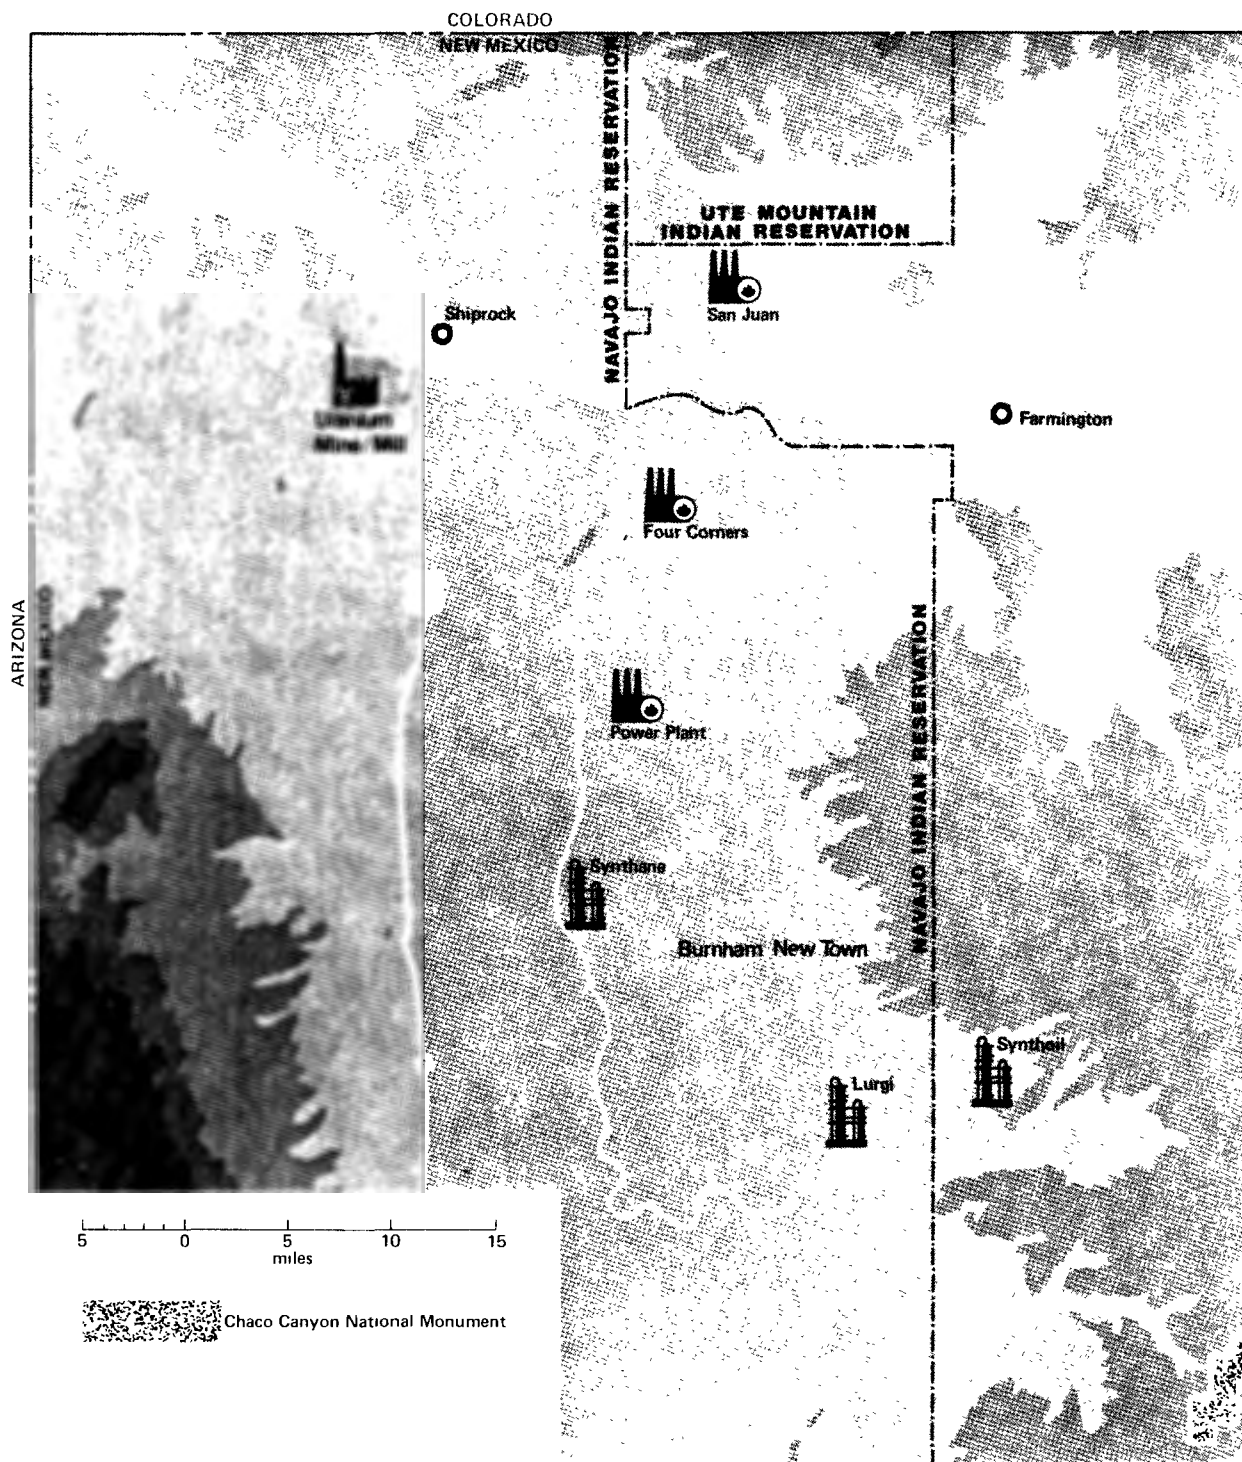 COLORADO
NEW MEXICO
NAVAJO INDIAN RESERVATION
UTE MOUNTAIN
INDIAN RESERVATION
San Juan
Shiprock
Uranium
Mine/Mill
Farmington
Four Corners
ARIZONA
NEW MEXICO
NAVAJO INDIAN RESERVATION
Power Plant
Synthane
Burnham New Town
Synthoil
Lurgi
5 0 5 10 15
miles
Chaco Canyon National Monument